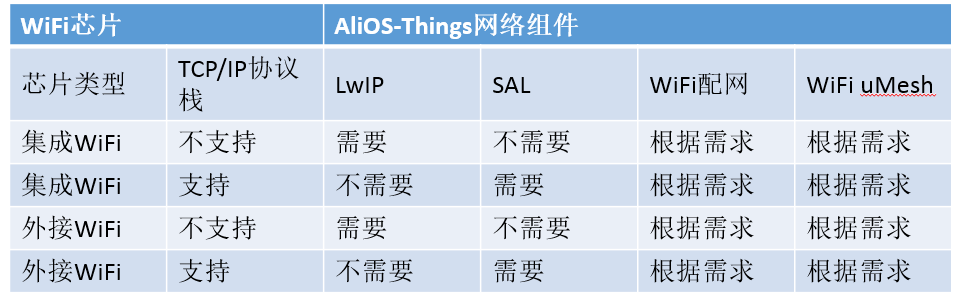 WiFi芯片 AliOS-Things网络组件
芯片类型 TCP/IP协议栈 LwIP SAL WiFi配网 WiFi uMesh
集成WiFi 不支持 需要 不需要 根据需求 根据需求
集成WiFi 支持 不需要 需要 根据需求 根据需求
外接WiFi 不支持 需要 不需要 根据需求 根据需求
外接WiFi 支持 不需要 需要 根据需求 根据需求